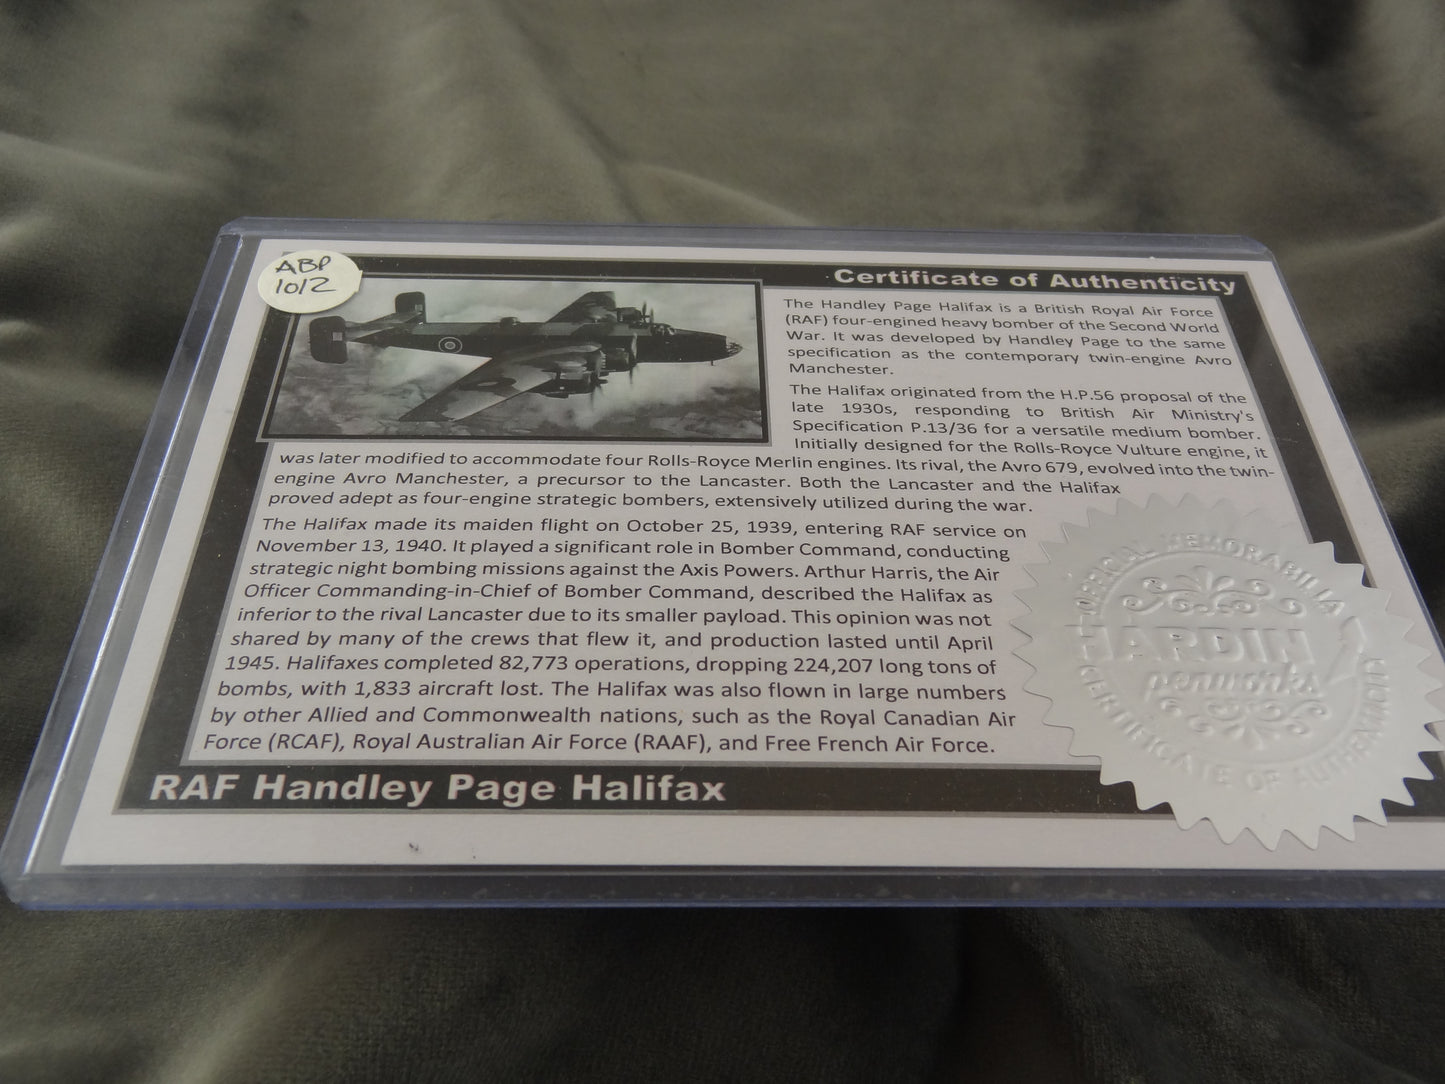 ABP
1012
Certificate of Authenticity
The Handley Page Halifax is a British Royal Air Force
(RAF) four-engined heavy bomber of the Second World
War. It was developed by Handley Page to the same
specification as the contemporary twin-engine Avro
Manchester.
The Halifax originated from the H.P.56 proposal of the
late 1930s, responding to British Air Ministry's
Specification P.13/36 for a versatile medium bomber.
Initially designed for the Rolls-Royce Vulture engine, it
was later modified to accommodate four Rolls-Royce Merlin engines. Its rival, the Avro 679, evolved into the twin-
engine Avro Manchester, a precursor to the Lancaster. Both the Lancaster and the Halifax
proved adept as four-engine strategic bombers, extensively utilized during the war.
The Halifax made its maiden flight on October 25, 1939, entering RAF service on
November 13, 1940. It played a significant role in Bomber Command, conducting
strategic night bombing missions against the Axis Powers. Arthur Harris, the Air
Officer Commanding-in-Chief of Bomber Command, described the Halifax as
inferior to the rival Lancaster due to its smaller payload. This opinion was not
shared by many of the crews that flew it, and production lasted until April
1945. Halifaxes completed 82,773 operations, dropping 224,207 long tons of
bombs, with 1,833 aircraft lost. The Halifax was also flown in large numbers
by other Allied and Commonwealth nations, such as the Royal Canadian Air
Force (RCAF), Royal Australian Air Force (RAAF), and Free French Air Force.
OFFICIAL MEMORABILIA
JARDIN
penworks
CERTIFICATE OF AUTHENTICITY
RAF Handley Page Halifax